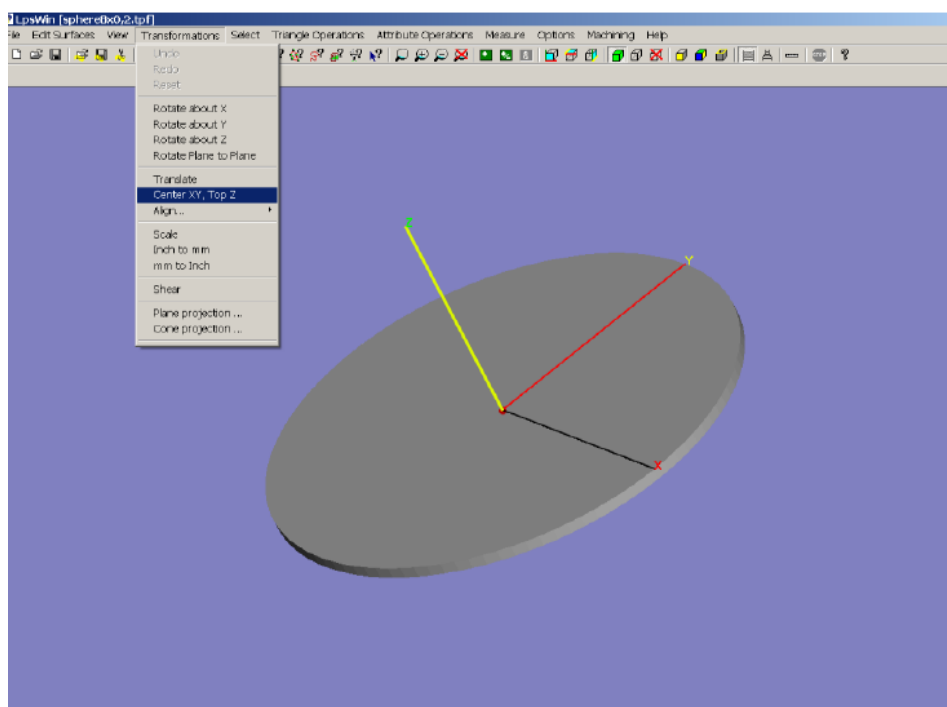 LpsWin [sphere8x0,2.tpf]
File Edit Surfaces View Transformations Select Triangle Operations Attribute Operations Measure Options Machining Help
Undo
Redo
Reset
Rotate about X
Rotate about Y
Rotate about Z
Rotate Plane to Plane
Translate
Center XY, Top Z
Align...
Scale
Inch to mm
mm to Inch
Shear
Plane projection ...
Cone projection ...
Z
Y
X